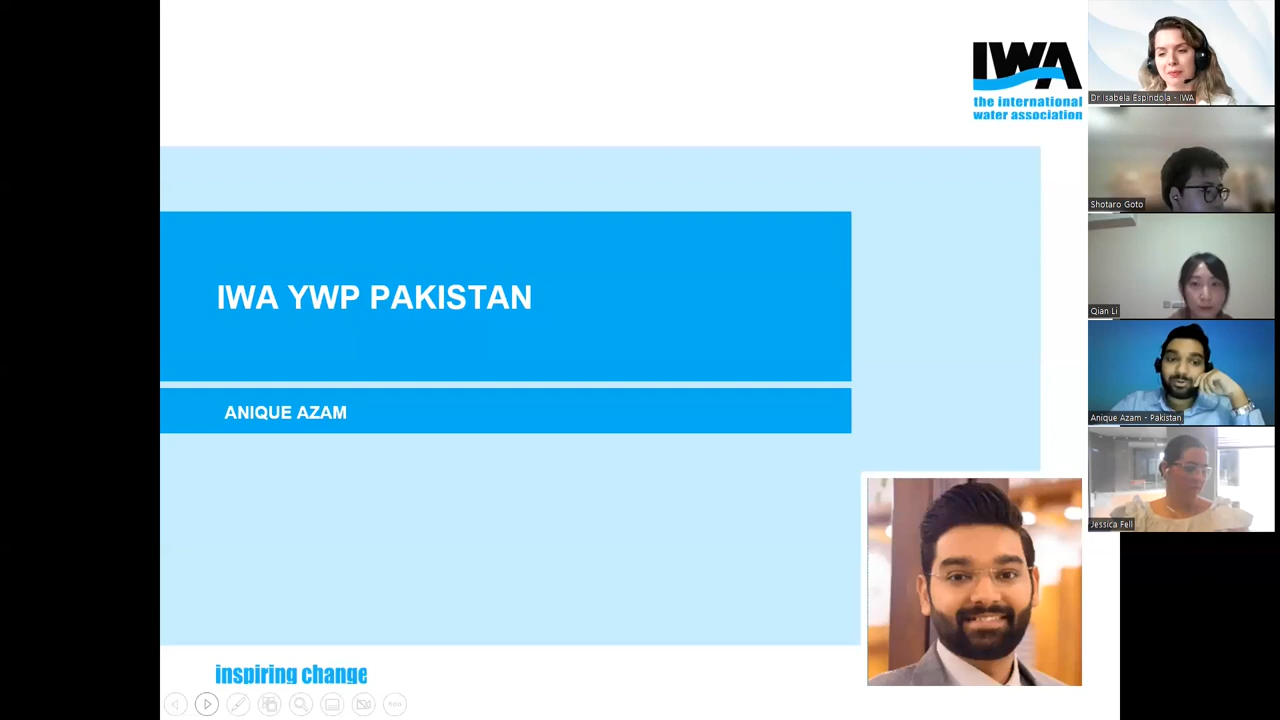 IWA
the international
water association
IWA YWP PAKISTAN
ANIQUE AZAM
inspiring change
Dr Isabela Espindola - IWA
Shotaro Goto
Qian Li
Anique Azam - Pakistan
Jessica Fell